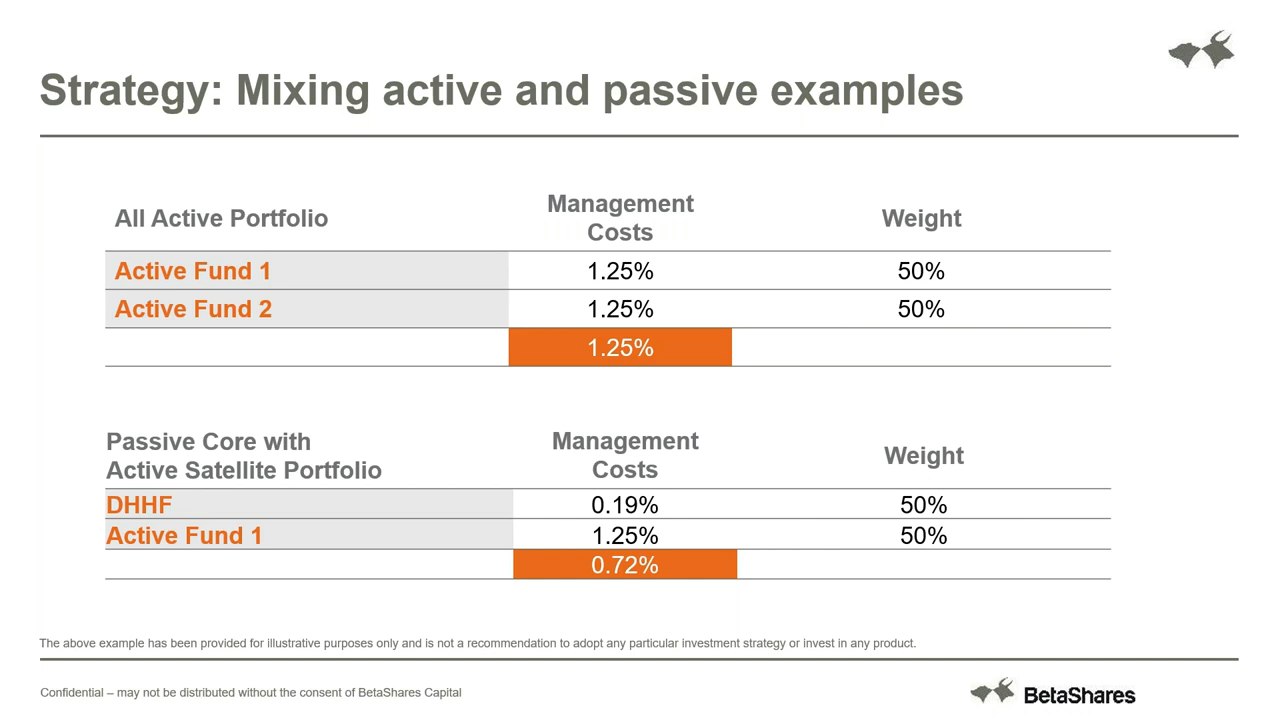 Strategy: Mixing active and passive examples
All Active Portfolio
Management
Costs
Weight
Active Fund 1 1.25% 50%
Active Fund 2 1.25% 50%
1.25%
Passive Core with
Active Satellite Portfolio
Management
Costs
Weight
DHHF 0.19% 50%
Active Fund 1 1.25% 50%
0.72%
The above example has been provided for illustrative purposes only and is not a recommendation to adopt any particular investment strategy or invest in any product.
Confidential – may not be distributed without the consent of BetaShares Capital
BetaShares